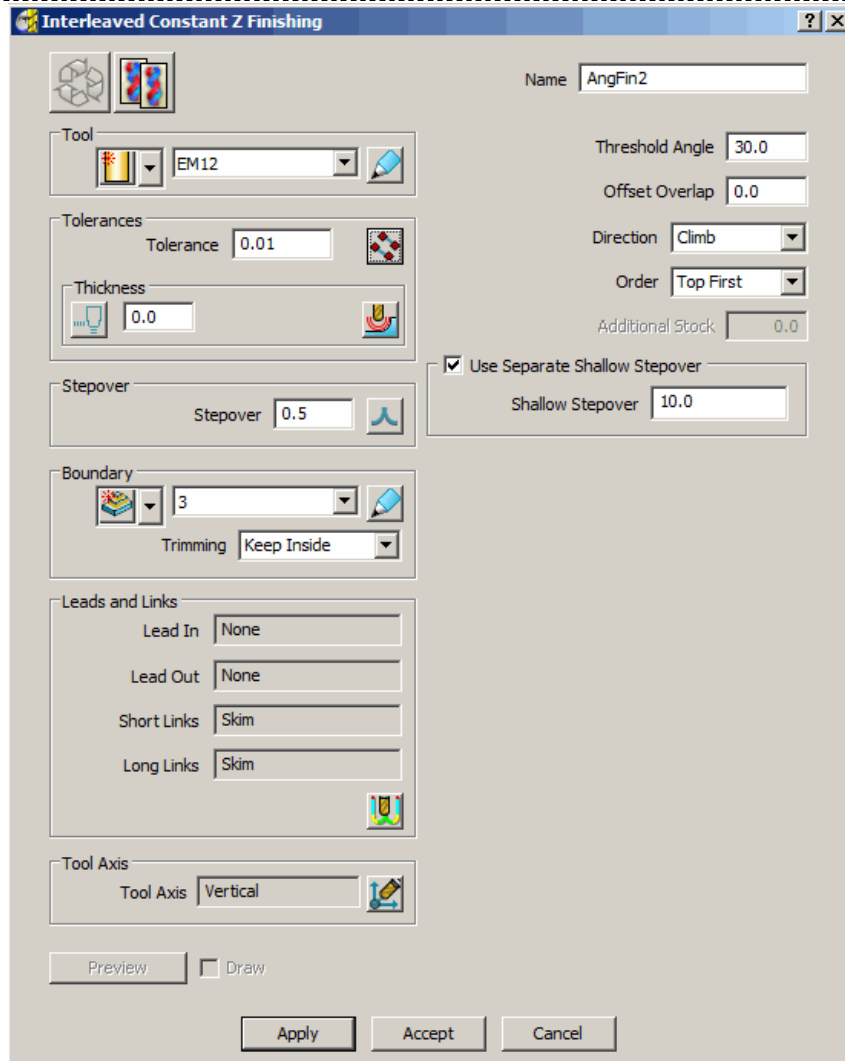 Interleaved Constant Z Finishing
Name AngFin2
Tool
EM12
Threshold Angle 30.0
Offset Overlap 0.0
Tolerances
Tolerance 0.01
Direction Climb
Order Top First
Thickness
0.0
Additional Stock 0.0
Use Separate Shallow Stepover
Shallow Stepover 10.0
Stepover
Stepover 0.5
Boundary
3
Trimming Keep Inside
Leads and Links
Lead In None
Lead Out None
Short Links Skim
Long Links Skim
Tool Axis
Tool Axis Vertical
Preview Draw
Apply Accept Cancel